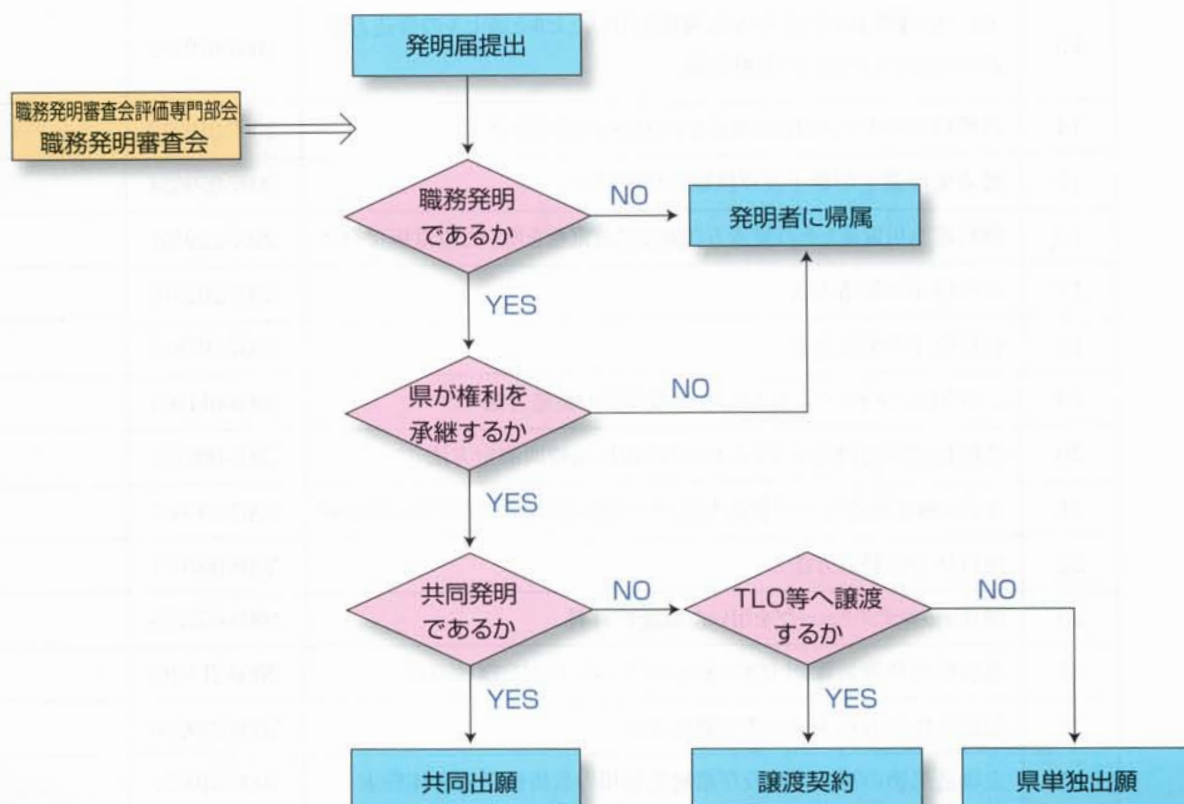 発明届提出
職務発明審査会評価専門部会
職務発明審査会
職務発明
であるか
NO
発明者に帰属
YES
県が権利を
承継するか
NO
YES
共同発明
であるか
NO
TLO等へ譲渡
するか
NO
YES
YES
共同出願
譲渡契約
県単独出願